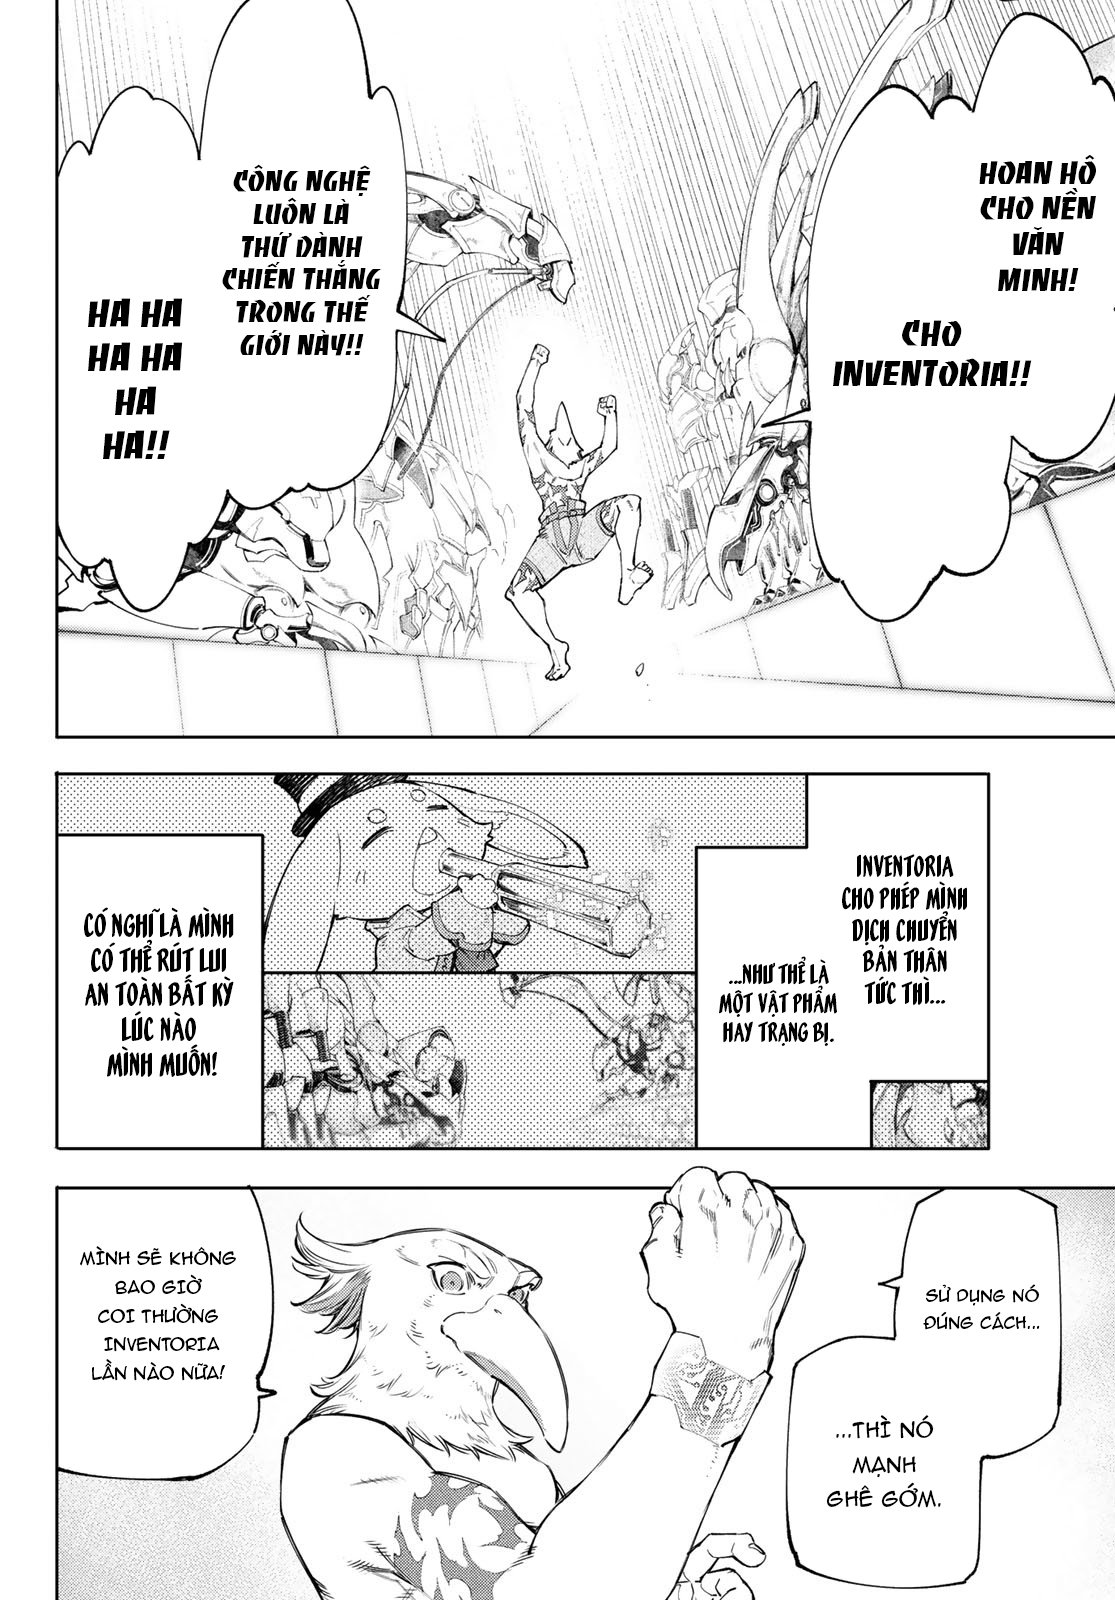 HOAN HÔ
CHO NỀN
VĂN
MINH!
CHO
INVENTORIA!!
CÔNG NGHỆ
LUÔN LÀ
THỨ DÀNH
CHIẾN THẮNG
TRONG THẾ
GIỚI NÀY!!
HA HA
HA HA
HA
HA!!
INVENTORIA
CHO PHÉP MÌNH
DỊCH CHUYỂN
BẢN THÂN
TỨC THÌ...
...NHƯ THỂ LÀ
MỘT VẬT PHẨM
HAY TRANG BỊ.
CÓ NGHĨ LÀ MÌNH
CÓ THỂ RÚT LUI
AN TOÀN BẤT KỲ
LÚC NÀO
MÌNH MUỐN!
SỬ DỤNG NÓ
ĐÚNG CÁCH...
...THÌ NÓ
MẠNH
GHÊ GỚM.
MÌNH SẼ KHÔNG
BAO GIỜ
COI THƯỜNG
INVENTORIA
LẦN NÀO NỮA!